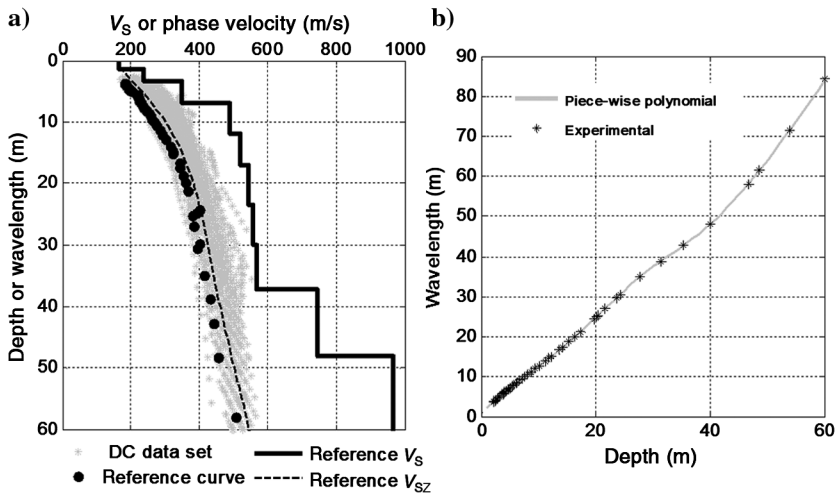 a)
V_S or phase velocity (m/s)
0 200 400 600 800 1000
Depth or wavelength (m)
0
10
20
30
40
50
60
DC data set
Reference V_S
Reference curve
Reference V_SZ
b)
Wavelength (m)
90
80
70
60
50
40
30
20
10
0
Piece-wise polynomial
Experimental
0 20 40 60
Depth (m)